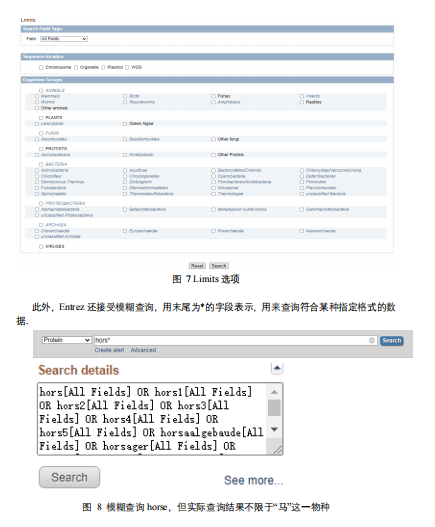 Limits
Search Field Tags
Field: All Fields
Sequence location
Chromosome Organelle Plasmid WGS
Organism Groups
ANIMALS
Mammals Birds Fishes Insects
Worms Roundworms Amphibians Reptiles
Other animals
PLANTS
Land plants Green Algae
FUNGI
Ascomycetes Basidiomycetes Other fungi
PROTISTS
Apicomplexans Kinetoplasts Other Protists
BACTERIA
Actinobacteria Aquificae Bacteroidetes/Chlorobi Chlamydiae/Verrucomicrobia
Chloroflexi Chrysiogenetes Cyanobacteria Deferribacteres
Deinococcus-Thermus Dictyoglomi Fibrobacteres/Acidobacteria Firmicutes
Fusobacteria Gemmatimonadetes Nitrospirae Planctomycetes
Spirochaetes Thermodesulfobacteria Thermotogae unclassified Bacteria
PROTEOBACTERIA
Alphaproteobacteria Betaproteobacteria delta/epsilon subdivisions Gammaproteobacteria
unclassified Proteobacteria
ARCHAEA
Crenarchaeota Euryarchaeota Korarchaeota Nanoarchaeota
unclassified Archaea
VIRUSES
Reset Search
图 7 Limits 选项
此外，Entrez 还接受模糊查询，用末尾为*的字段表示，用来查询符合某种指定格式的数
据.
Protein hors* Search
Create alert Advanced
Search details
hors[All Fields] OR hors1[All Fields]
OR hors2[All Fields] OR hors3[All
Fields] OR hors4[All Fields] OR
hors5[All Fields] OR horsaalgebaude[All
Fields] OR horsager[All Fields] OR
Search See more...
图 8 模糊查询 horse，但实际查询结果不限于“马”这一物种